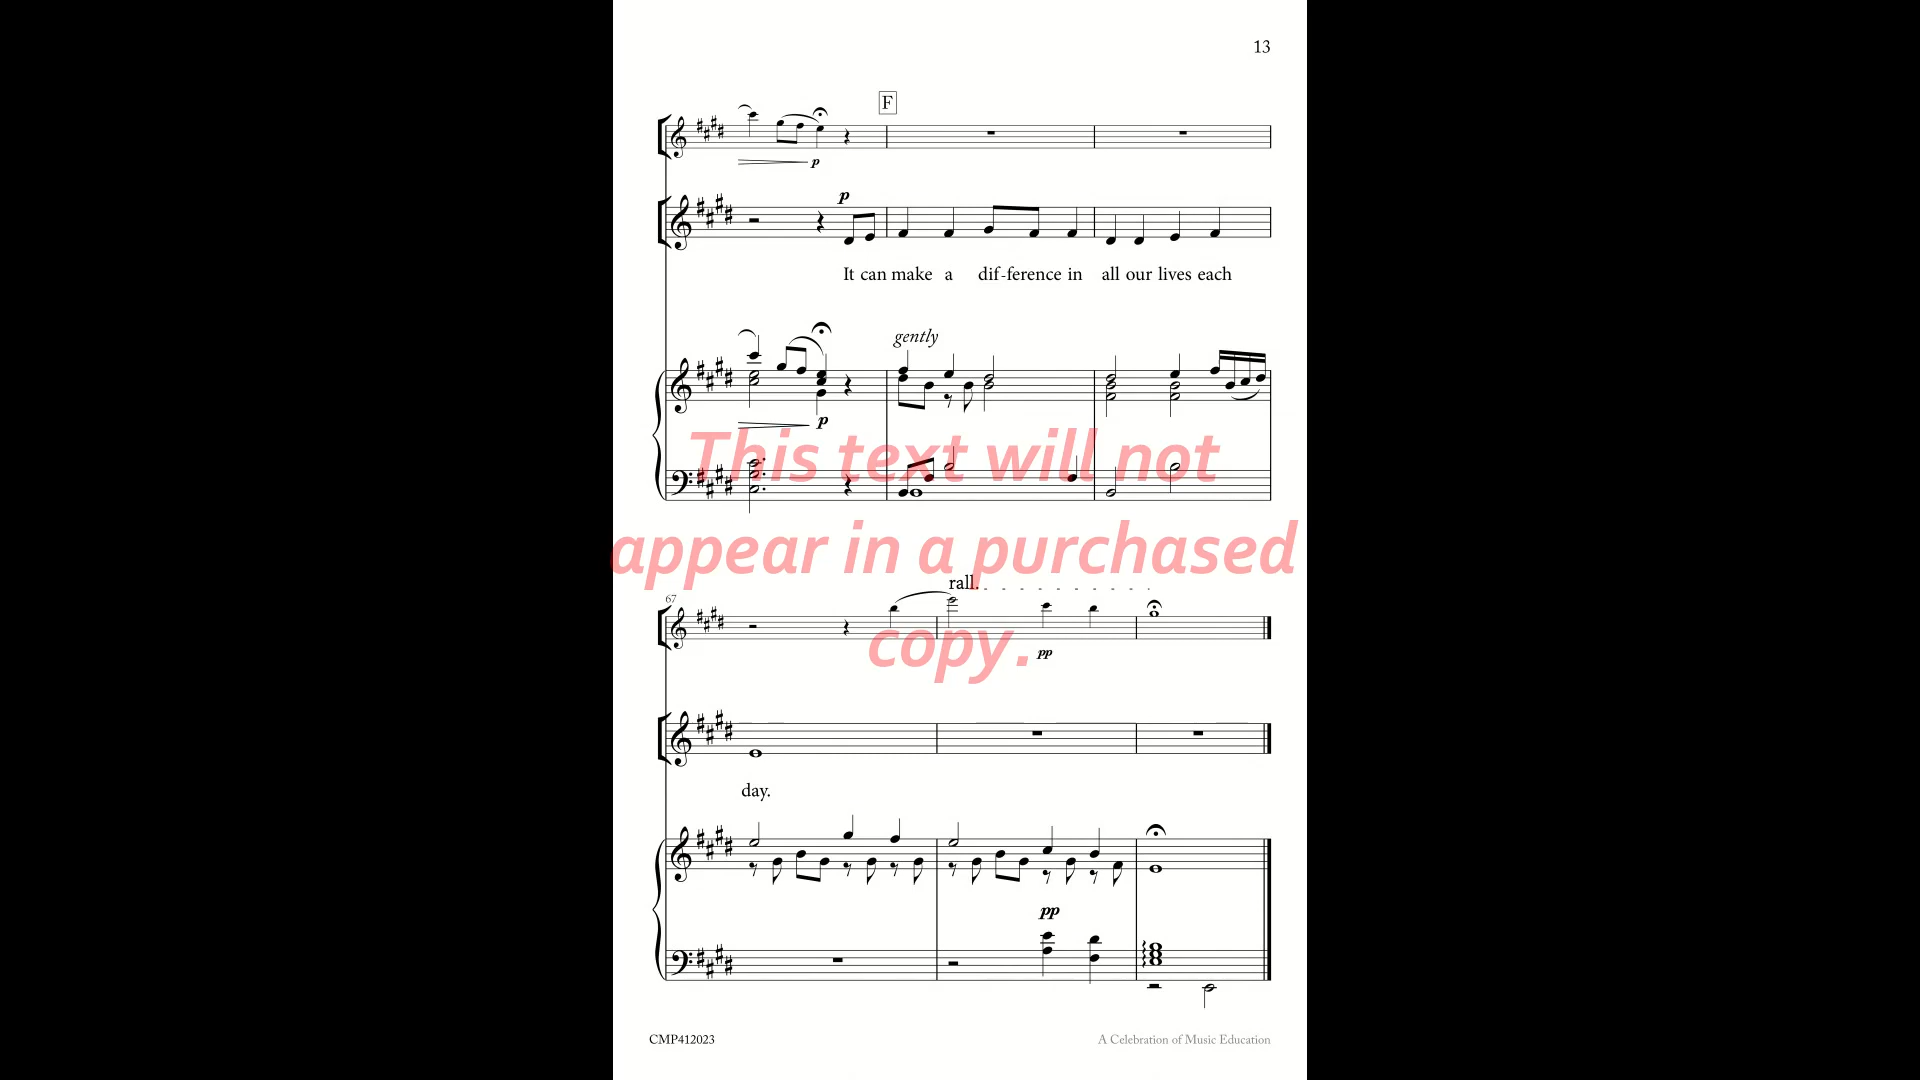 13
F
p
p
It can make a dif-ference in all our lives each
gently
p
This text will not
appear in a purchased
copy.
rall.
67
pp
day.
pp
CMP412023
A Celebration of Music Education